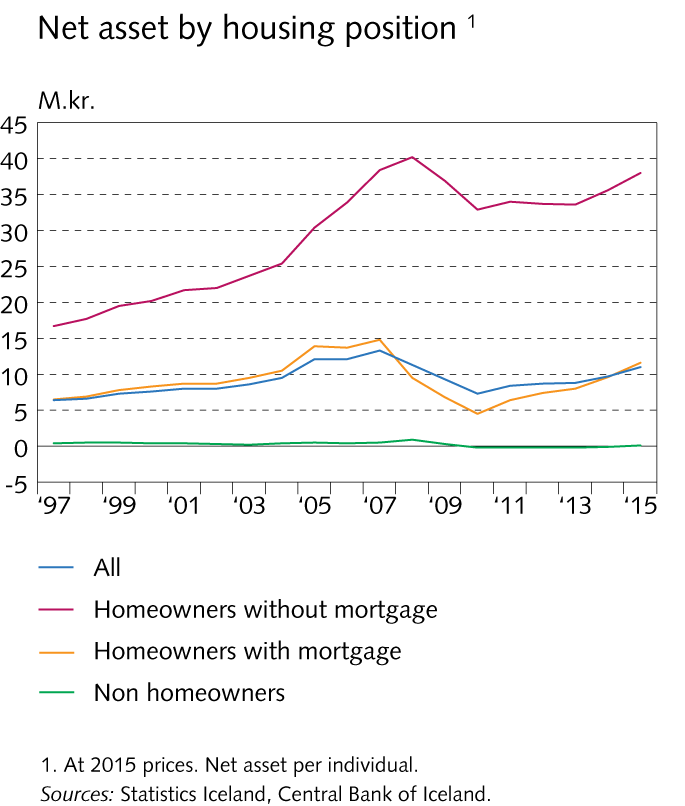 Net asset by housing position ¹
M.kr.
45
40
35
30
25
20
15
10
5
0
-5
‘97 ‘99 ‘01 ‘03 ‘05 ‘07 ‘09 ‘11 ‘13 ‘15
All
Homeowners without mortgage
Homeowners with mortgage
Non homeowners
1. At 2015 prices. Net asset per individual.
Sources: Statistics Iceland, Central Bank of Iceland.